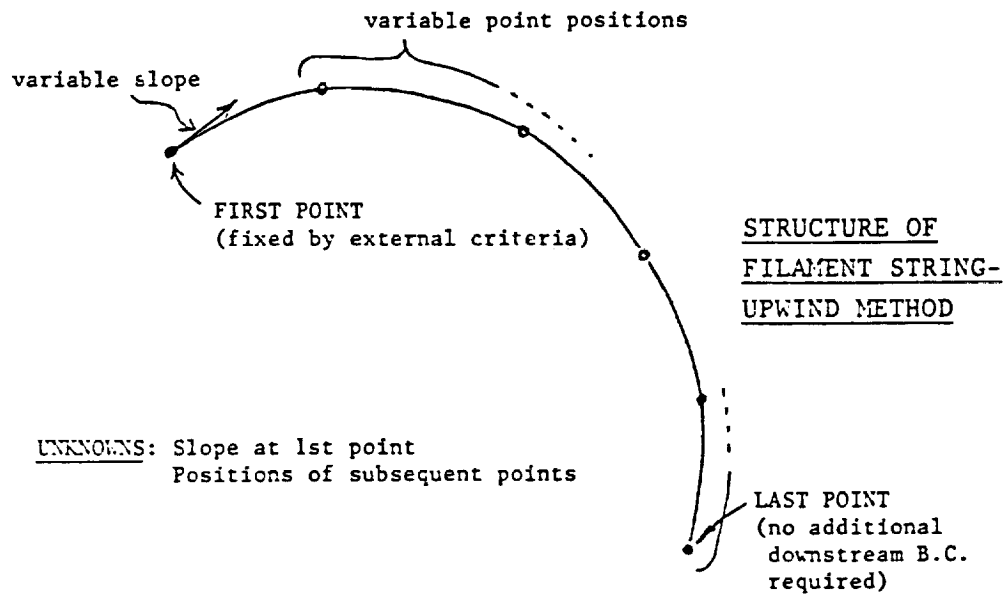 variable point positions
variable slope
FIRST POINT
(fixed by external criteria)
STRUCTURE OF
FILAMENT STRING-
UPWIND METHOD
UNKNOWNS: Slope at 1st point
Positions of subsequent points
LAST POINT
(no additional
downstream B.C.
required)